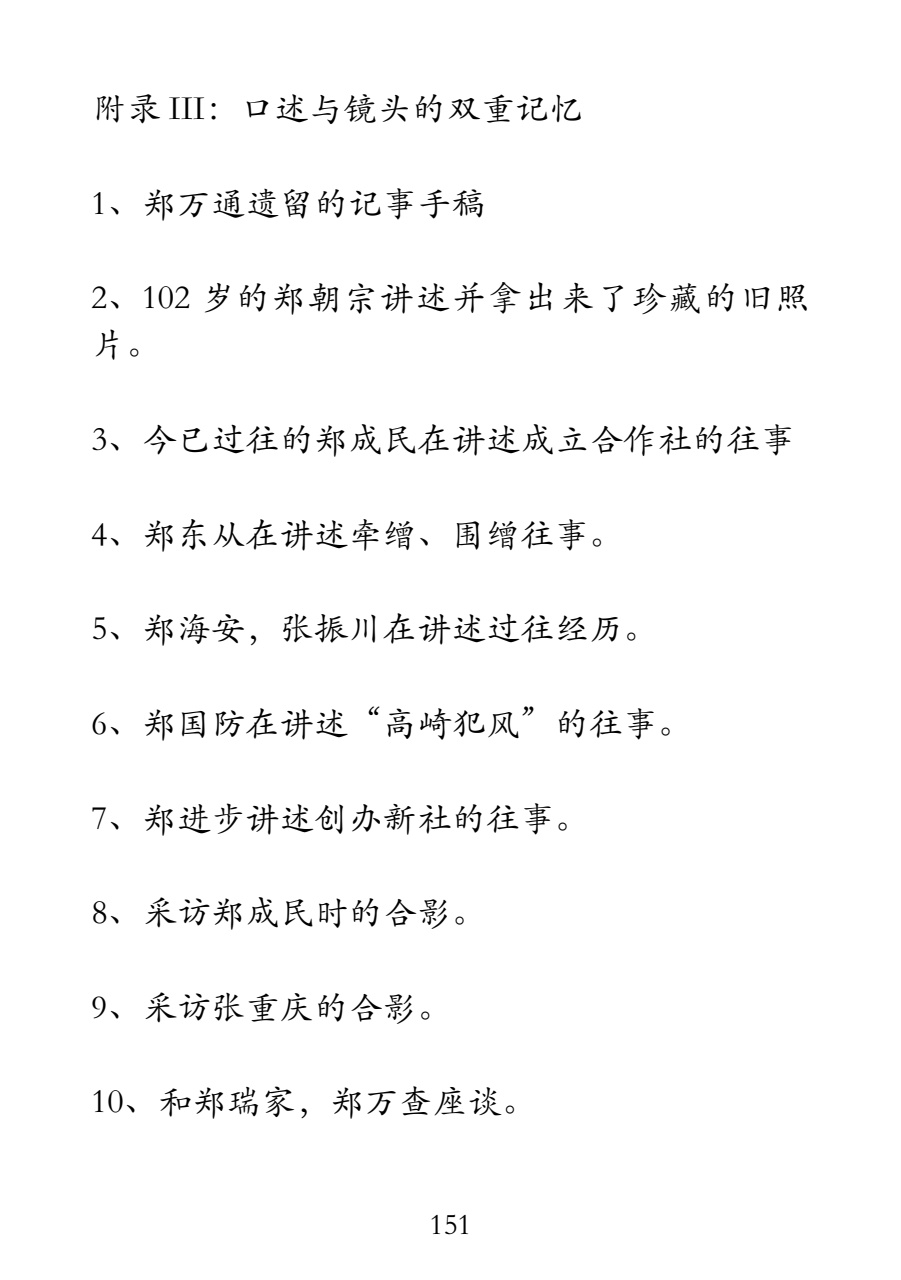 附录 III：口述与镜头的双重记忆
1、郑万通遗留的记事手稿
2、102 岁的郑朝宗讲述并拿出来了珍藏的旧照
片。
3、今已过往的郑成民在讲述成立合作社的往事
4、郑东从在讲述牵缯、围缯往事。
5、郑海安，张振川在讲述过往经历。
6、郑国防在讲述“高崎犯风”的往事。
7、郑进步讲述创办新社的往事。
8、采访郑成民时的合影。
9、采访张重庆的合影。
10、和郑瑞家，郑万查座谈。
151